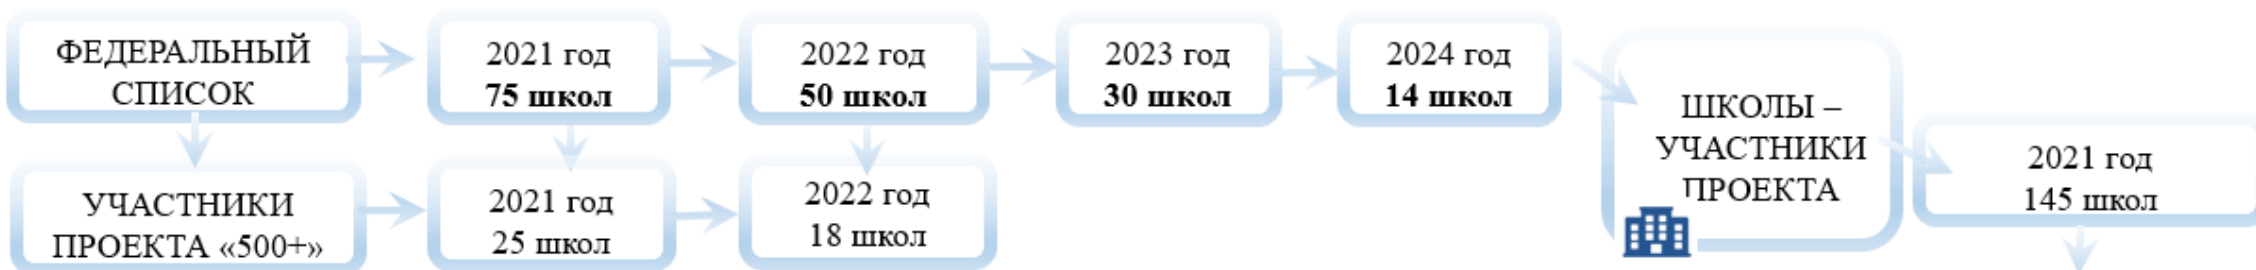 ФЕДЕРАЛЬНЫЙ
СПИСОК
2021 год
75 школ
2022 год
50 школ
2023 год
30 школ
2024 год
14 школ
УЧАСТНИКИ
ПРОЕКТА «500+»
2021 год
25 школ
2022 год
18 школ
ШКОЛЫ –
УЧАСТНИКИ
ПРОЕКТА
2021 год
145 школ